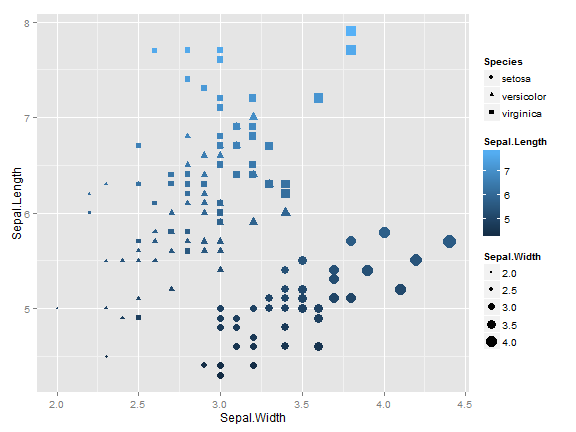 8
7
6
5
Sepal.Length
2.0
2.5
3.0
3.5
4.0
4.5
Sepal.Width
Species
setosa
versicolor
virginica
Sepal.Length
7
6
5
Sepal.Width
2.0
2.5
3.0
3.5
4.0